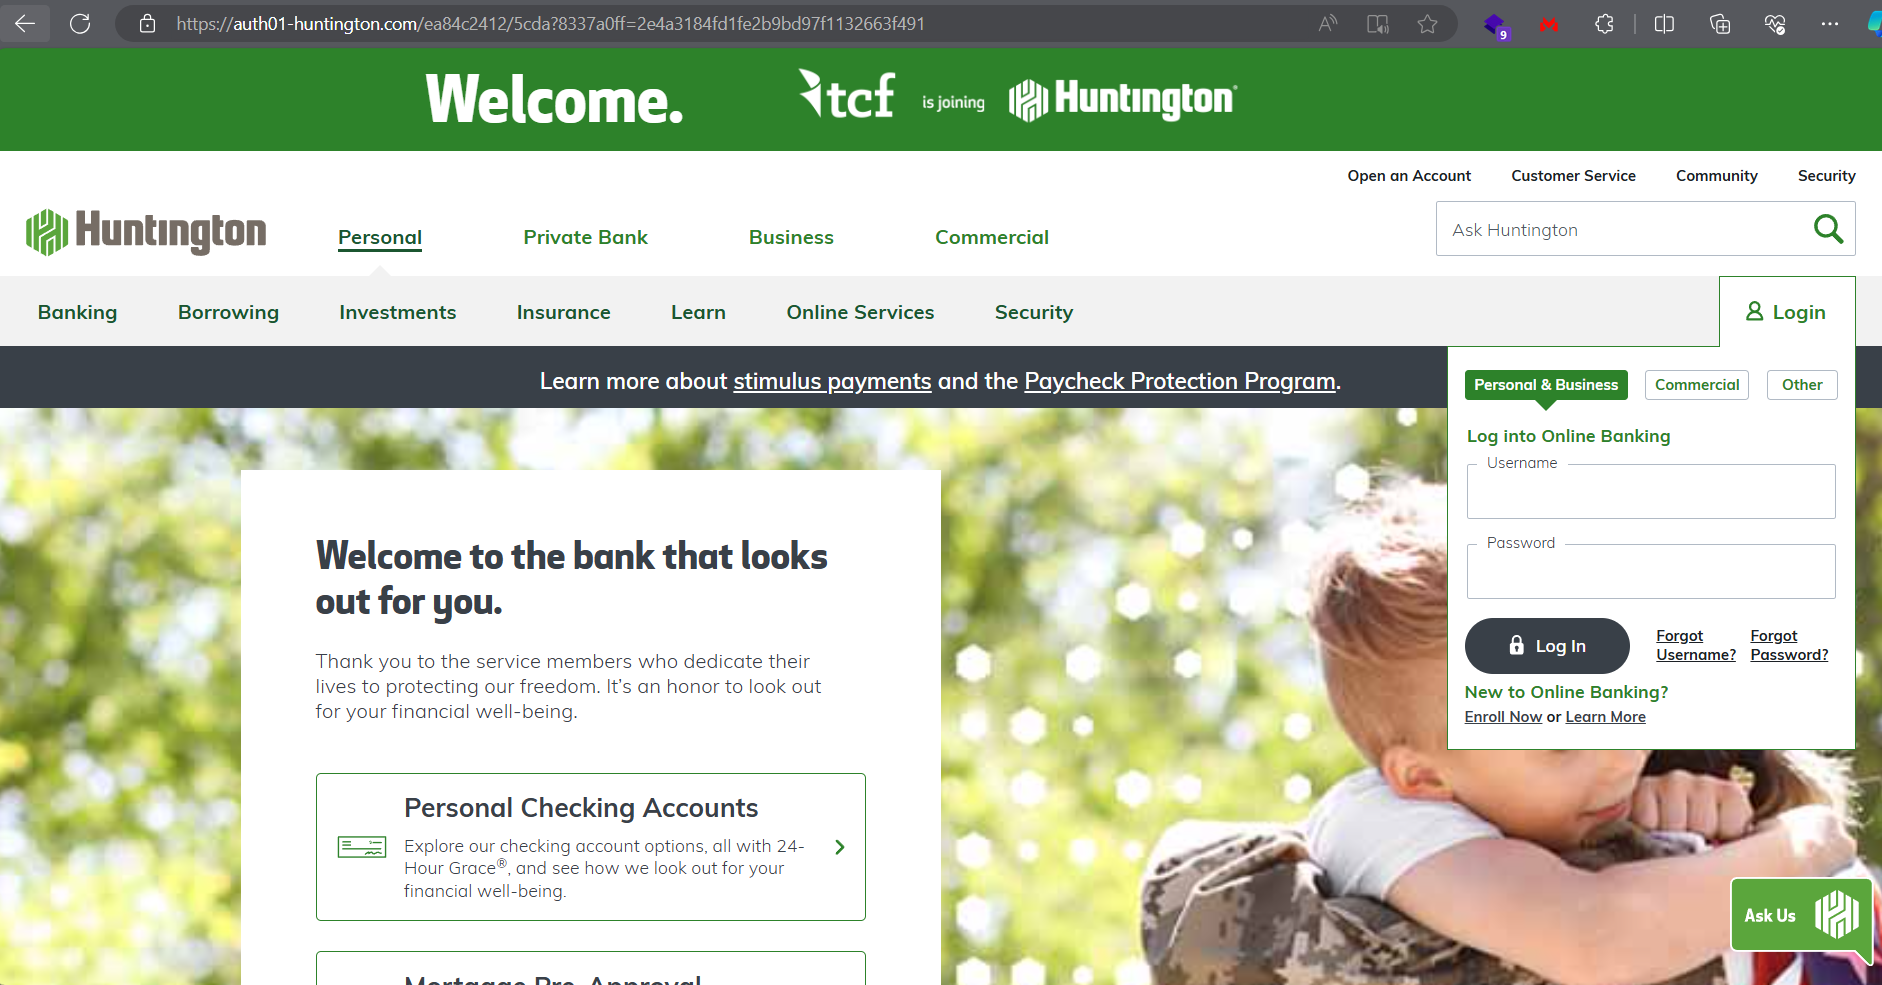 https://auth01-huntington.com/ea84c2412/5cda?8337a0ff=2e4a3184fd1fe2b9bd97f1132663f491
9
Welcome.
tcf is joining Huntington
Open an Account Customer Service Community Security
Huntington
Personal Private Bank Business Commercial
Ask Huntington
Banking Borrowing Investments Insurance Learn Online Services Security
Login
Learn more about stimulus payments and the Paycheck Protection Program.
Personal & Business Commercial Other
Log into Online Banking
Username
Password
Log In
Forgot Username?
Forgot Password?
New to Online Banking?
Enroll Now or Learn More
Welcome to the bank that looks
out for you.
Thank you to the service members who dedicate their
lives to protecting our freedom. It’s an honor to look out
for your financial well-being.
Personal Checking Accounts
Explore our checking account options, all with 24-
Hour Grace®, and see how we look out for your
financial well-being.
Mortgage Pre-Approval
Ask Us